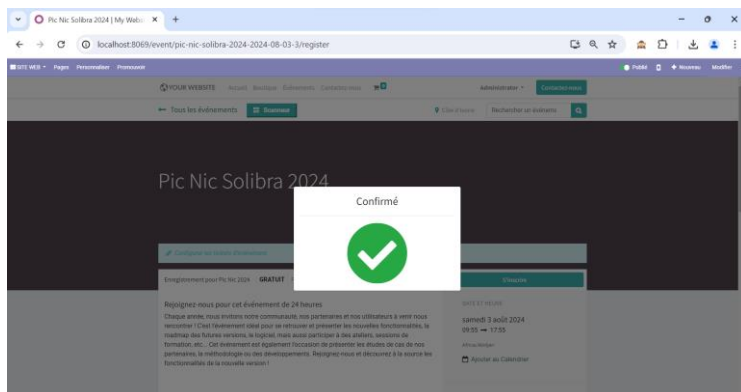 Pic Nic Solibra 2024 | My Webs
localhost:8069/event/pic-nic-solibra-2024-2024-08-03-3/register
SITE WEB Pages Personnaliser Promouvoir
Publié + Nouveau Modifier
YOUR WEBSITE Accueil Boutique Événements Contactez-nous
Administrator Contactez-nous
Tous les événements
Rechercher un événeme
Pic Nic Solibra 2024
Confirmé
Enregistrement pour Pic Nic 2024 GRATUIT
S'inscrire
Rejoignez-nous pour cet événement de 24 heures
Chaque année, nous invitons notre communauté, nos partenaires et nos utilisateurs à venir nous
rencontrer ! C'est l'événement idéal pour se retrouver et présenter les nouvelles fonctionnalités, la
roadmap des futures versions, le logiciel, mais aussi participer à des ateliers, sessions de
formation, etc... Cet événement est également l'occasion de présenter les études de cas de nos
partenaires, la méthodologie ou des développements. Rejoignez-nous et découvrez à la source les
fonctionnalités de la nouvelle version !
DATE ET HEURE
samedi 3 août 2024
09:55 → 17:55
Ajouter au Calendrier